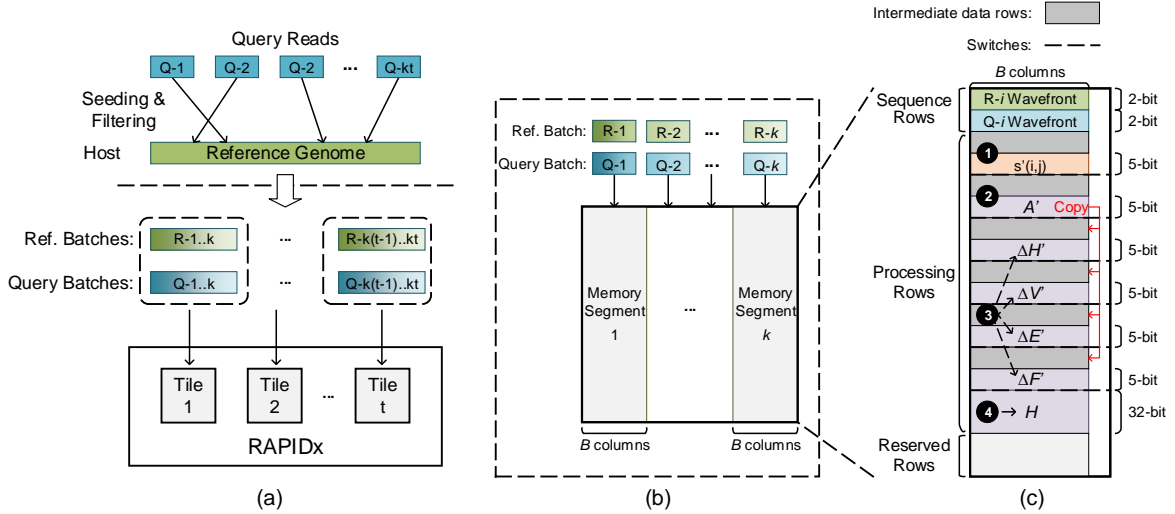 Query Reads
Q-1 Q-2 Q-2 ... Q-kt
Seeding &
Filtering
Host
Reference Genome
Ref. Batches:
R-1..k ... R-k(t-1)..kt
Query Batches:
Q-1..k ... Q-k(t-1)..kt
Tile
1
Tile
2
...
Tile
t
RAPIDx
(a)
Ref. Batch:
R-1 R-2 ... R-k
Query Batch:
Q-1 Q-2 ... Q-k
Memory
Segment
1
...
Memory
Segment
k
B columns
B columns
(b)
Intermediate data rows:
Switches:
B columns
Sequence
Rows
R-i Wavefront
2-bit
Q-i Wavefront
2-bit
1
s'(i,j)
5-bit
2
A'
Copy
5-bit
Processing
Rows
ΔH'
5-bit
ΔV'
5-bit
3
ΔE'
5-bit
ΔF'
5-bit
4
H
32-bit
Reserved
Rows
(c)